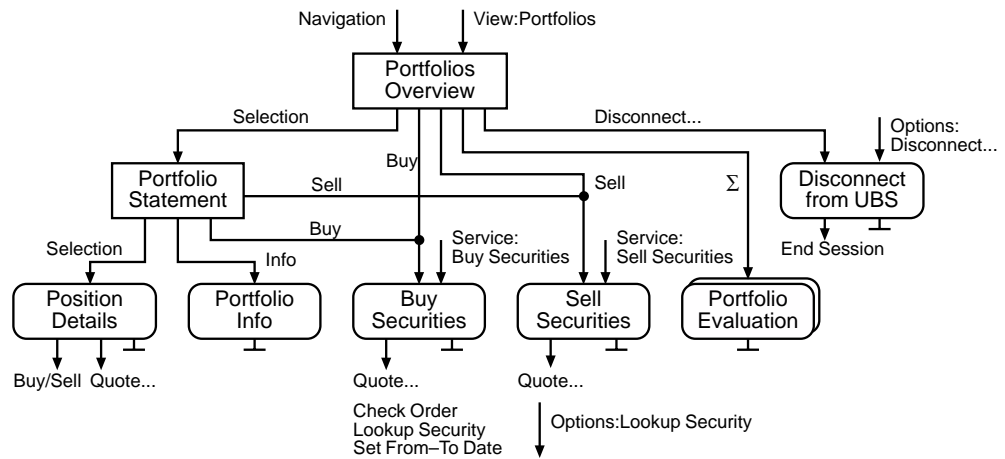 Navigation
View:Portfolios
Portfolios
Overview
Selection
Disconnect...
Options:
Disconnect...
Buy
Portfolio
Statement
Sell
Sell
Σ
Disconnect
from UBS
Buy
Selection
Info
Service:
Buy Securities
Service:
Sell Securities
End Session
Position
Details
Portfolio
Info
Buy
Securities
Sell
Securities
Portfolio
Evaluation
Buy/Sell
Quote...
Quote...
Quote...
Check Order
Lookup Security
Set From–To Date
Options:Lookup Security